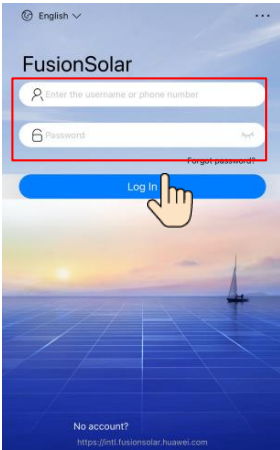 English
FusionSolar
Enter the username or phone number
Password
Forgot password?
Log In
No account?
https://intl.fusionsolar.huawei.com